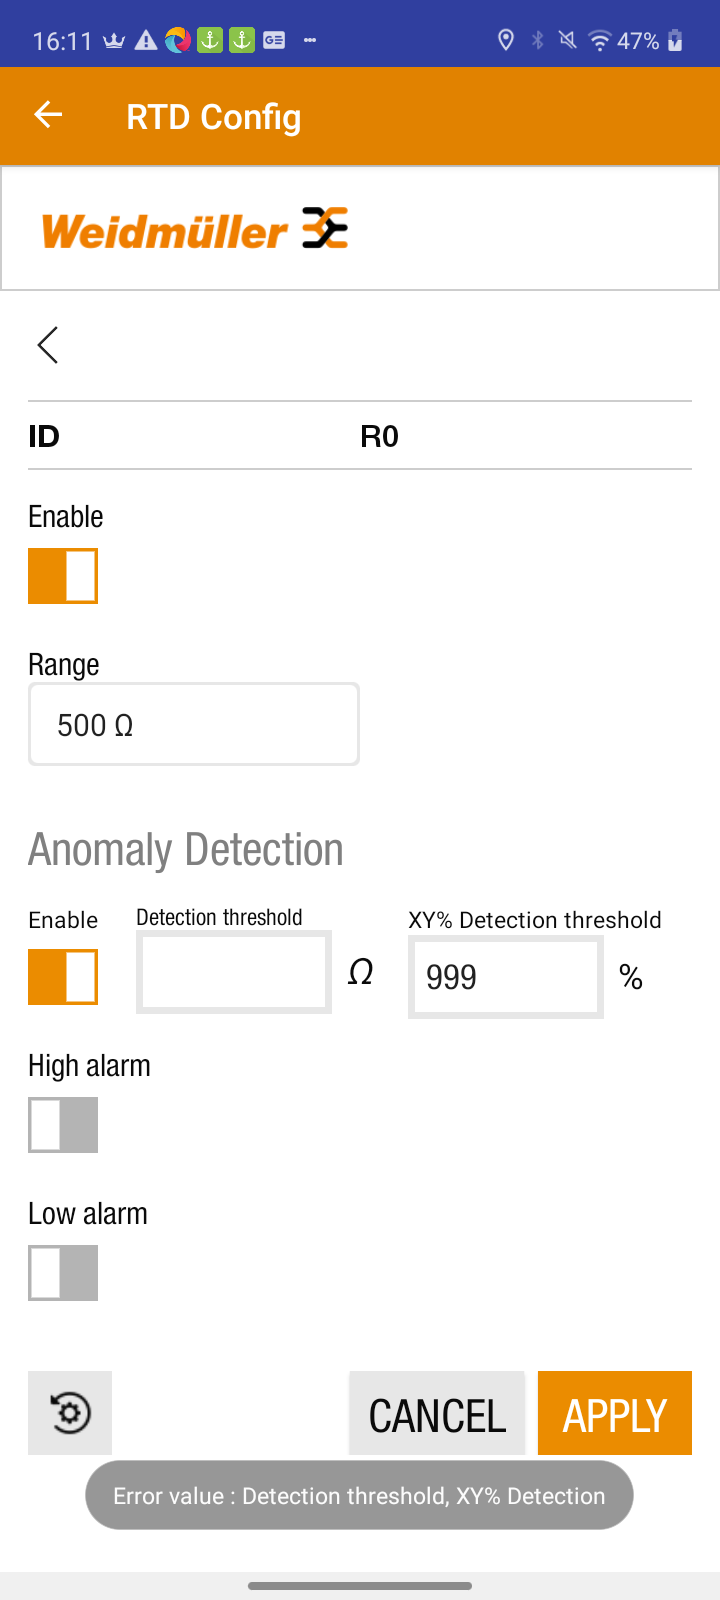 16:11 47%
RTD Config
Weidmüller
ID R0
Enable
Range
500 Ω
Anomaly Detection
Enable Detection threshold XY% Detection threshold
Ω 999 %
High alarm
Low alarm
CANCEL APPLY
Error value : Detection threshold, XY% Detection